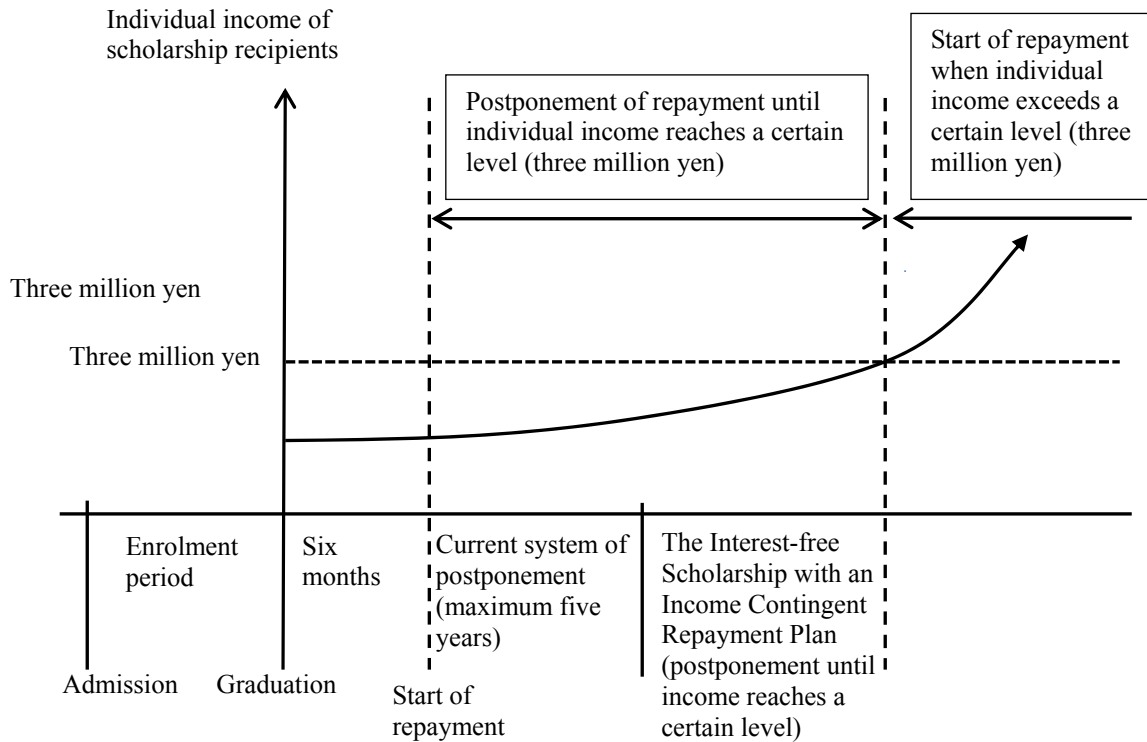 Individual income of
scholarship recipients
Postponement of repayment until
individual income reaches a certain
level (three million yen)
Start of repayment
when individual
income exceeds a
certain level (three
million yen)
Three million yen
Three million yen
Enrolment
period
Six
months
Current system of
postponement
(maximum five
years)
The Interest-free
Scholarship with an
Income Contingent
Repayment Plan
(postponement until
income reaches a
certain level)
Admission
Graduation
Start of
repayment